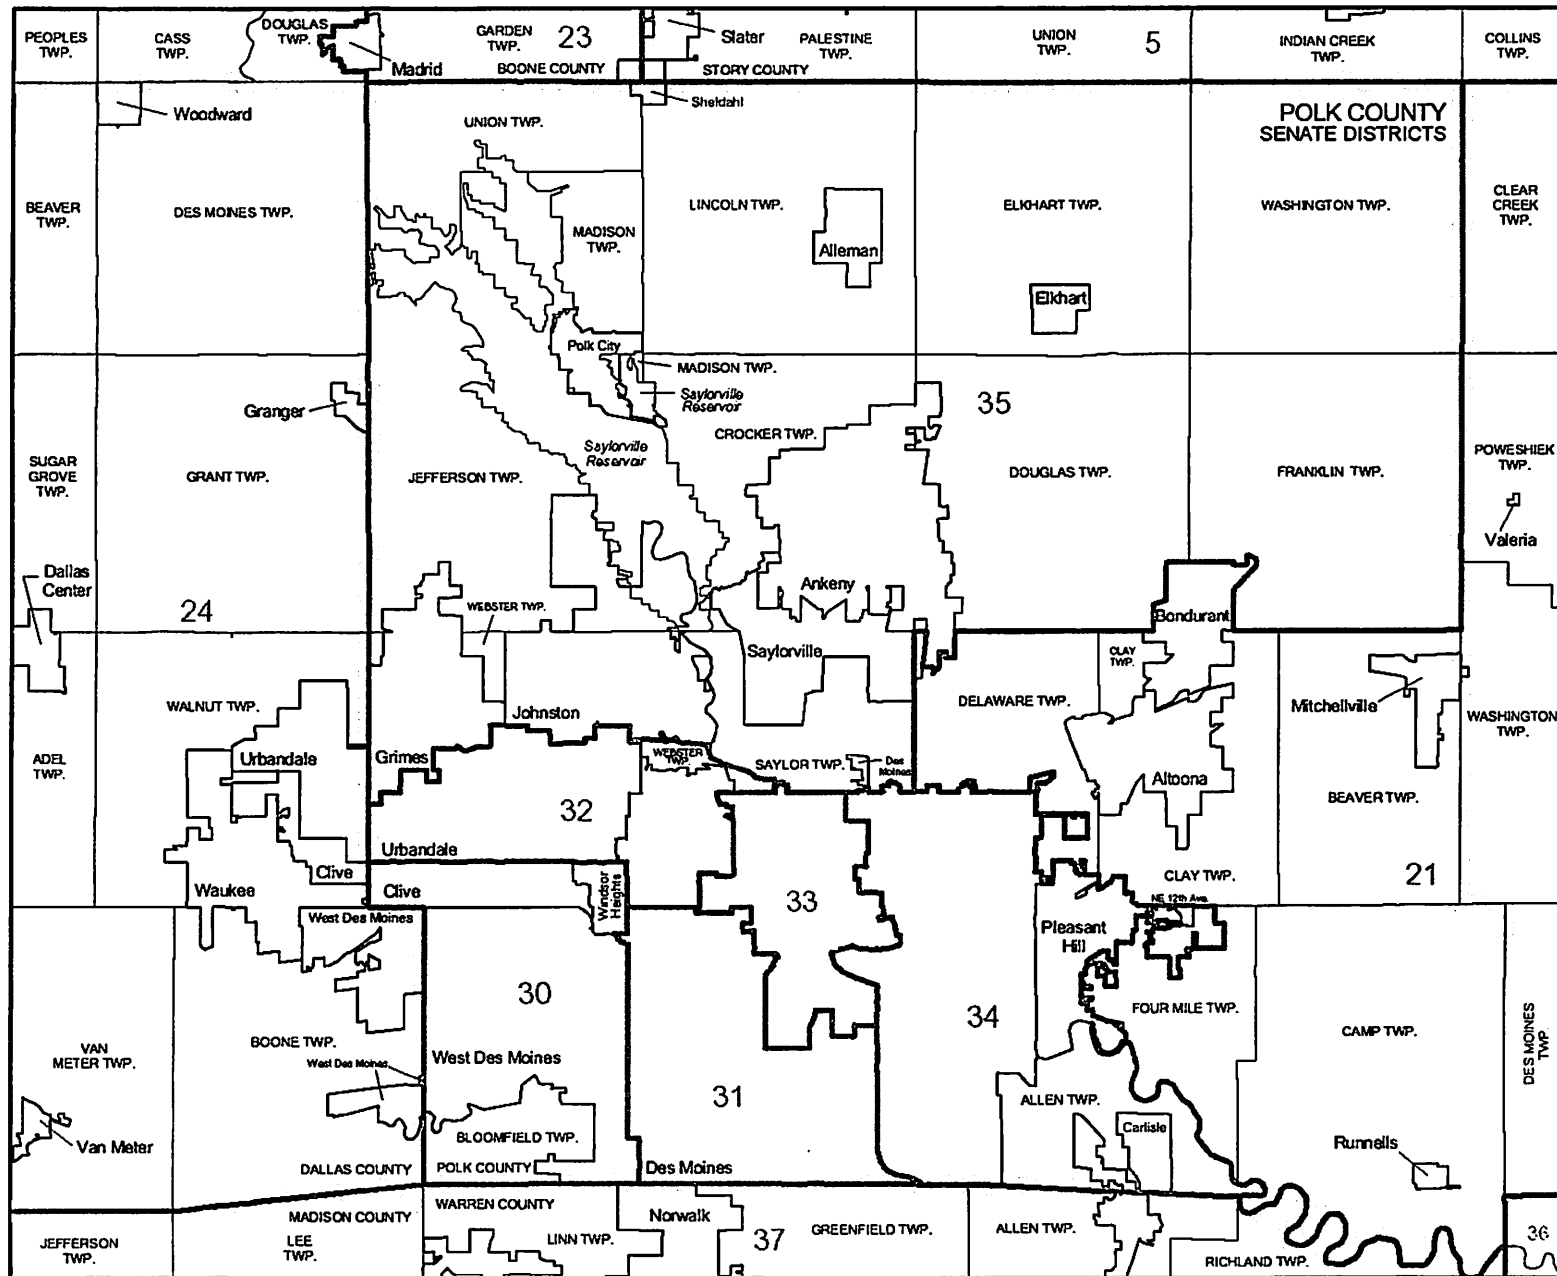 PEOPLES
TWP.
CASS
TWP.
DOUGLAS
TWP.
Madrid
GARDEN
TWP.
23
BOONE COUNTY
Slater
STORY COUNTY
PALESTINE
TWP.
UNION
TWP.
5
INDIAN CREEK
TWP.
COLLINS
TWP.
Woodward
Sheldahl
UNION TWP.
POLK COUNTY
SENATE DISTRICTS
BEAVER
TWP.
DES MOINES TWP.
MADISON
TWP.
LINCOLN TWP.
Alleman
ELKHART TWP.
WASHINGTON TWP.
CLEAR
CREEK
TWP.
Elkhart
Polk City
MADISON TWP.
Saylorville
Reservoir
Granger
35
CROCKER TWP.
Saylorville
Reservoir
SUGAR
GROVE
TWP.
GRANT TWP.
JEFFERSON TWP.
DOUGLAS TWP.
FRANKLIN TWP.
POWESHIEK
TWP.
Valeria
Dallas
Center
24
WEBSTER TWP.
Ankeny
Bondurant
Saylorville
CLAY
TWP.
DELAWARE TWP.
Mitchellville
WALNUT TWP.
Johnston
WASHINGTON
TWP.
ADEL
TWP.
Urbandale
Grimes
WEBSTER
TWP.
SAYLOR TWP.
Des
Moines
Altoona
BEAVER TWP.
32
Urbandale
Clive
Waukee
Clive
Windsor
Heights
33
CLAY TWP.
21
NE 12th Ave.
West Des Moines
Pleasant
Hill
30
34
FOUR MILE TWP.
CAMP TWP.
DES MOINES
TWP
VAN
METER TWP.
BOONE TWP.
West Des Moines
West Des Moines
31
ALLEN TWP.
Carlisle
Van Meter
BLOOMFIELD TWP.
Runnells
DALLAS COUNTY
POLK COUNTY
Des Moines
WARREN COUNTY
MADISON COUNTY
Norwalk
JEFFERSON
TWP.
LEE
TWP.
LINN TWP.
37
GREENFIELD TWP.
ALLEN TWP.
RICHLAND TWP.
36